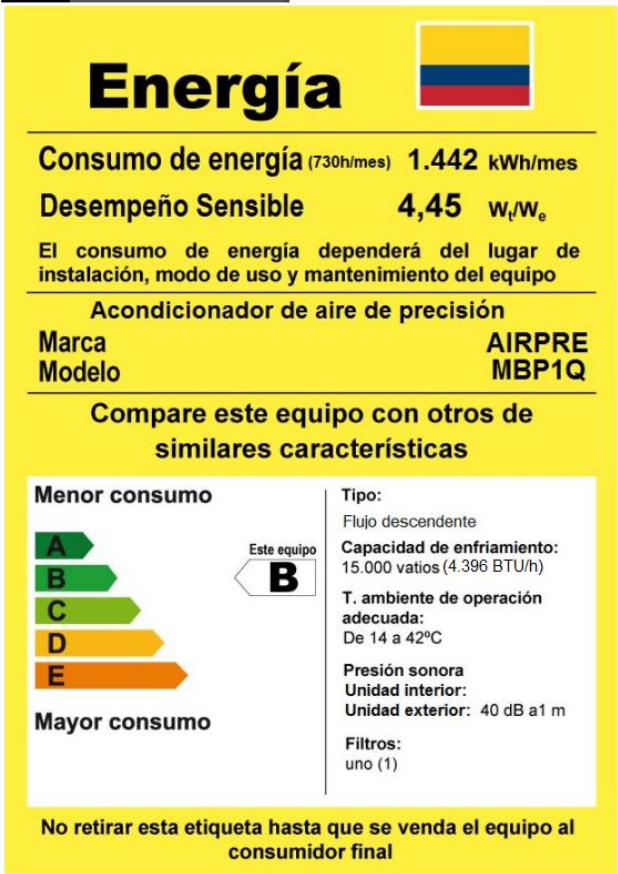 Energía
Consumo de energía (730h/mes) 1.442 kWh/mes
Desempeño Sensible 4,45 Wt/We
El consumo de energía dependerá del lugar de
instalación, modo de uso y mantenimiento del equipo
Acondicionador de aire de precisión
Marca AIRPRE
Modelo MBP1Q
Compare este equipo con otros de
similares características
Menor consumo
A
B
C
D
E
Mayor consumo
Este equipo
B
Tipo:
Flujo descendente
Capacidad de enfriamiento:
15.000 vatios (4.396 BTU/h)
T. ambiente de operación
adecuada:
De 14 a 42ºC
Presión sonora
Unidad interior:
Unidad exterior: 40 dB a1 m
Filtros:
uno (1)
No retirar esta etiqueta hasta que se venda el equipo al
consumidor final